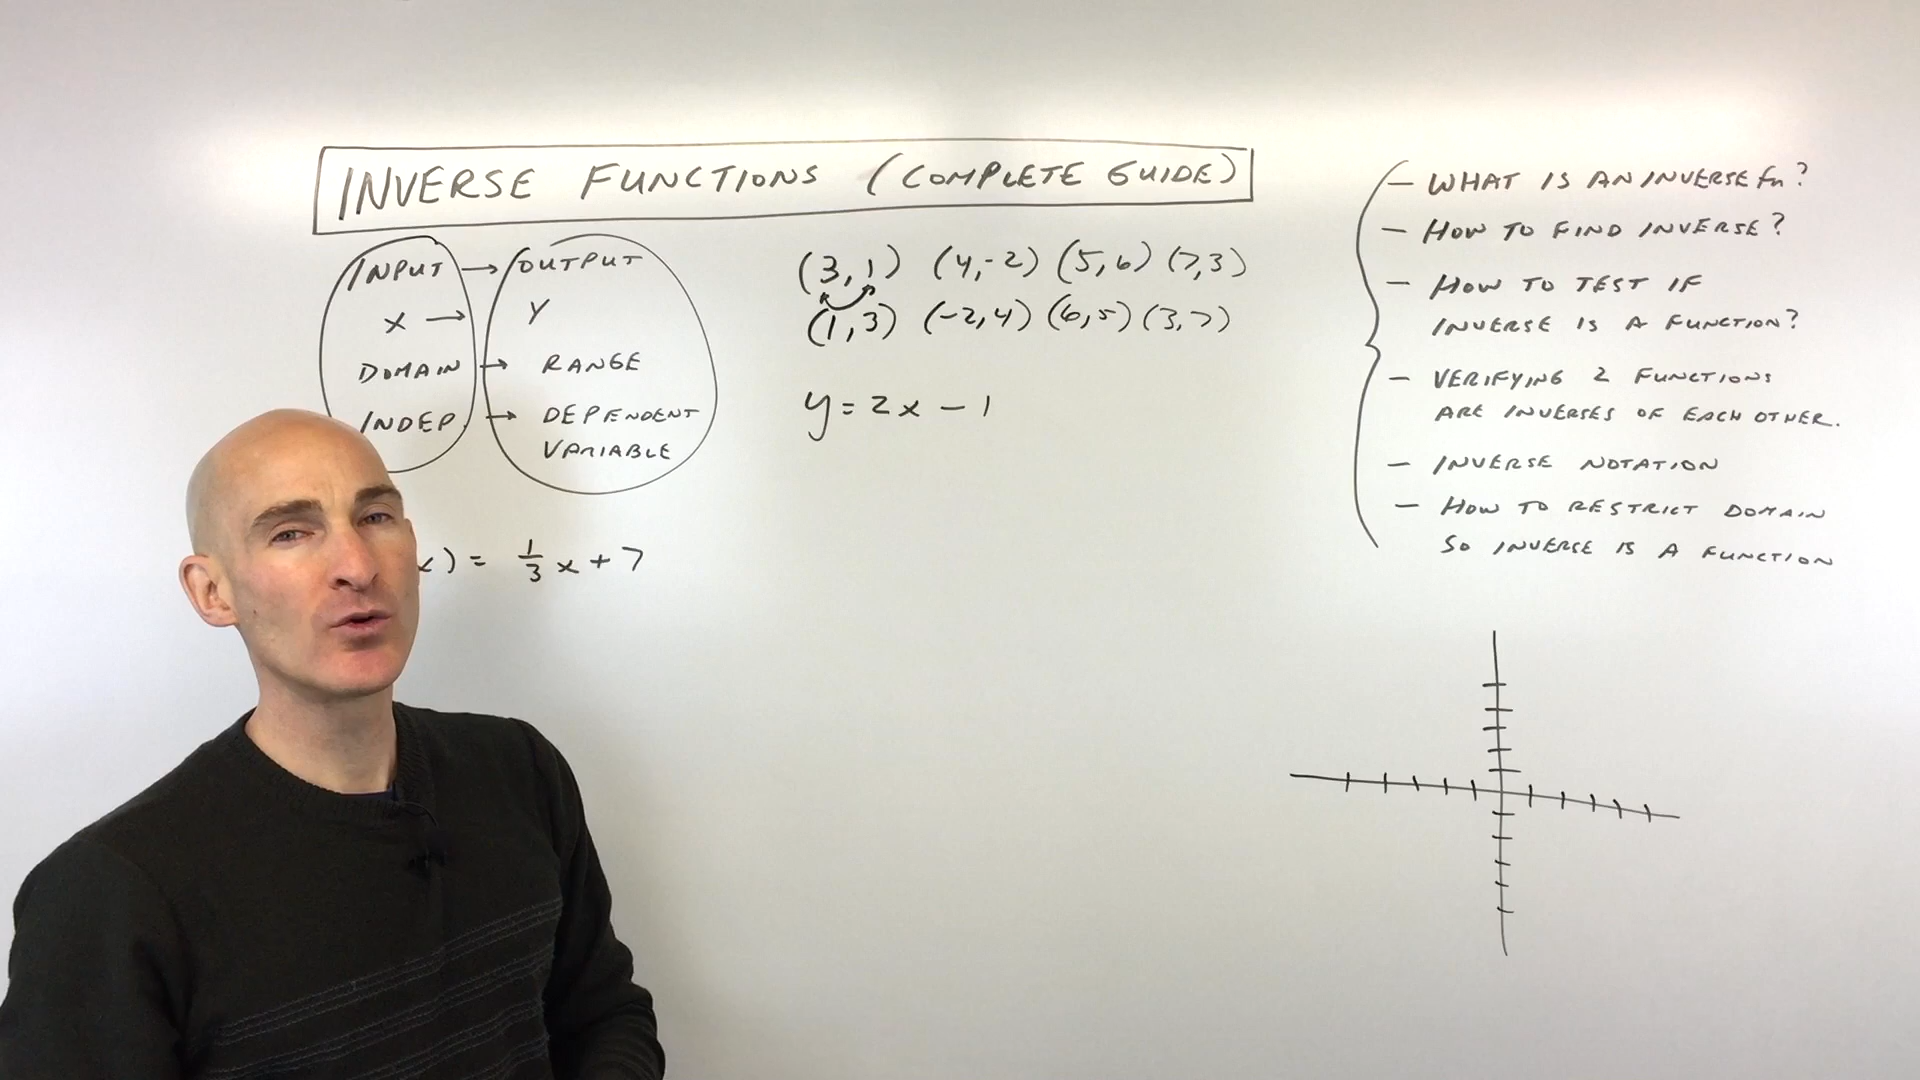 INVERSE FUNCTIONS (COMPLETE GUIDE)
INPUT → OUTPUT
X → Y
DOMAIN → RANGE
INDEP. → DEPENDENT
VARIABLE
x) = 1/3 x + 7
(3,1) (4,-2) (5,6) (7,3)
(1,3) (-2,4) (6,5) (3,7)
y = 2x - 1
- WHAT IS AN INVERSE fn?
- HOW TO FIND INVERSE?
- HOW TO TEST IF
INVERSE IS A FUNCTION?
- VERIFYING 2 FUNCTIONS
ARE INVERSES OF EACH OTHER.
- INVERSE NOTATION
- HOW TO RESTRICT DOMAIN
SO INVERSE IS A FUNCTION